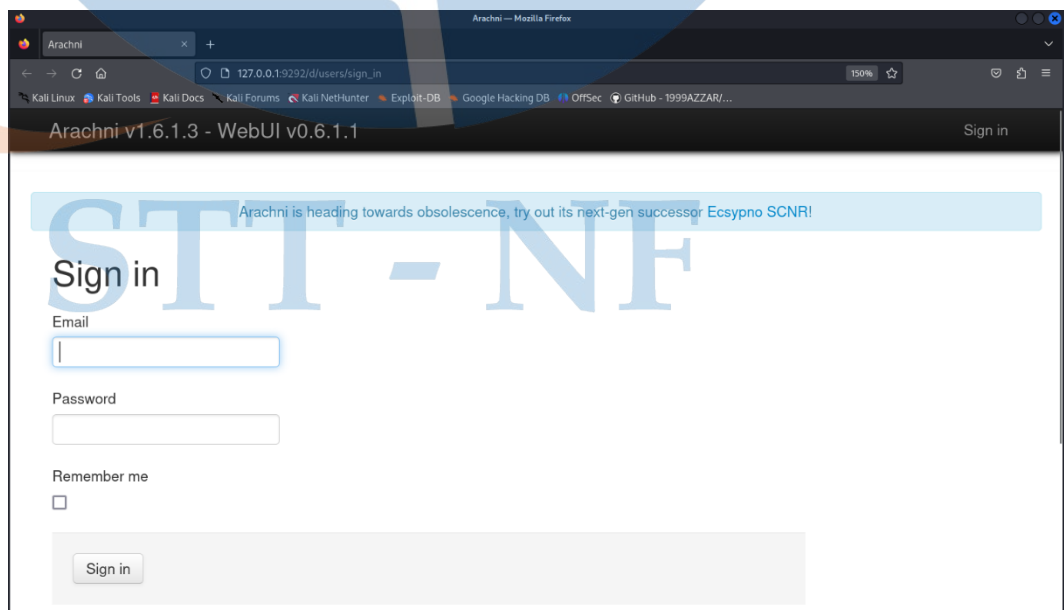 Arachni — Mozilla Firefox
Arachni
127.0.0.1:9292/d/users/sign_in
150%
Kali Linux Kali Tools Kali Docs Kali Forums Kali NetHunter Exploit-DB Google Hacking DB OffSec GitHub - 1999AZZAR/...
Arachni v1.6.1.3 - WebUI v0.6.1.1 Sign in
Arachni is heading towards obsolescence, try out its next-gen successor Ecsypno SCNR!
STT - NF
Sign in
Email
Password
Remember me
Sign in